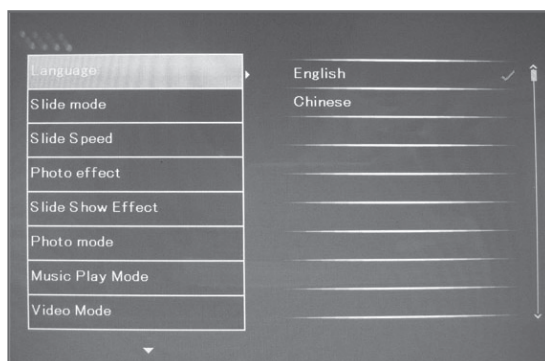 Language
Slide mode
Slide Speed
Photo effect
Slide Show Effect
Photo mode
Music Play Mode
Video Mode
English
Chinese